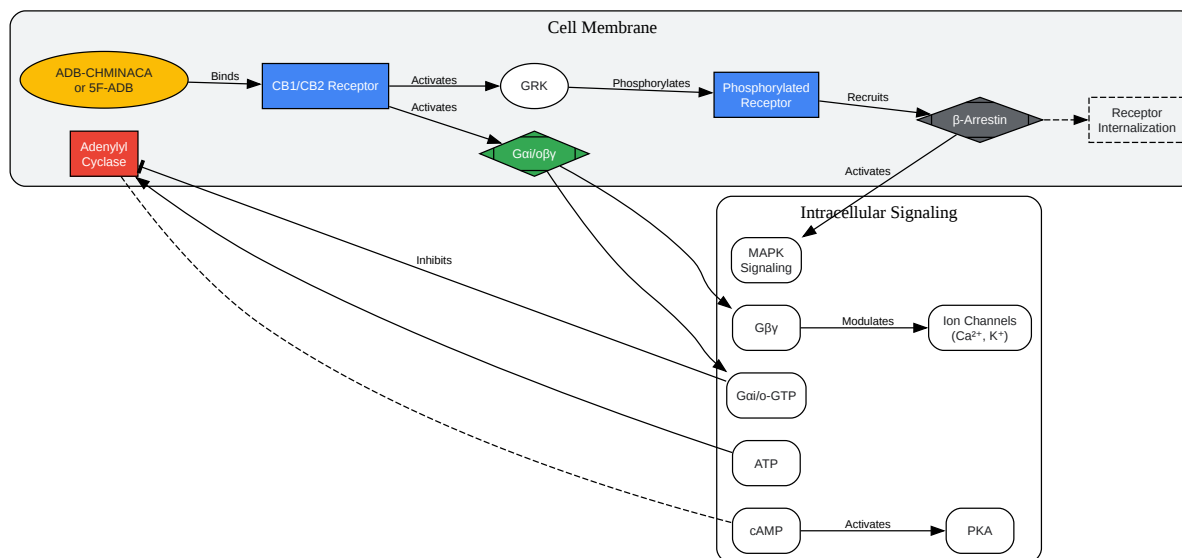 Cell Membrane
ADB-CHMINACA
or 5F-ADB
Binds
CB1/CB2 Receptor
Activates
GRK
Phosphorylates
Phosphorylated
Receptor
Recruits
β-Arrestin
Receptor
Internalization
Activates
Gαi/oβγ
Adenylyl
Cyclase
Activates
Intracellular Signaling
MAPK
Signaling
Inhibits
Gβγ
Modulates
Ion Channels
(Ca²⁺, K⁺)
Gαi/o-GTP
ATP
cAMP
Activates
PKA